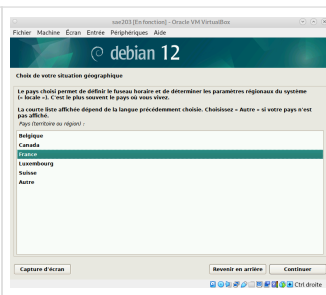 sae203 [En fonction] - Oracle VM VirtualBox
Fichier Machine Écran Entrée Périphériques Aide
debian 12
Choix de votre situation géographique
Le pays choisi permet de définir le fuseau horaire et de déterminer les paramètres régionaux du système
(« locale »). C'est le plus souvent le pays où vous vivez.
La courte liste affichée dépend de la langue précédemment choisie. Choisissez « Autre » si votre pays n'est
pas affiché.
Pays (territoire ou région) :
Belgique
Canada
France
Luxembourg
Suisse
Autre
Capture d'écran
Revenir en arrière
Continuer
Ctrl droite